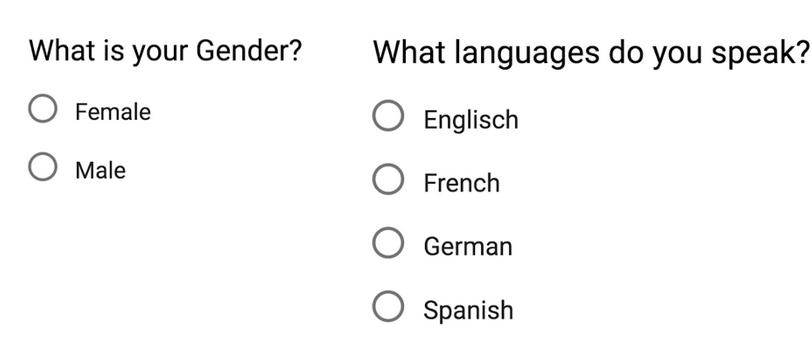 What is your Gender?
Female
Male
What languages do you speak?
Englisch
French
German
Spanish